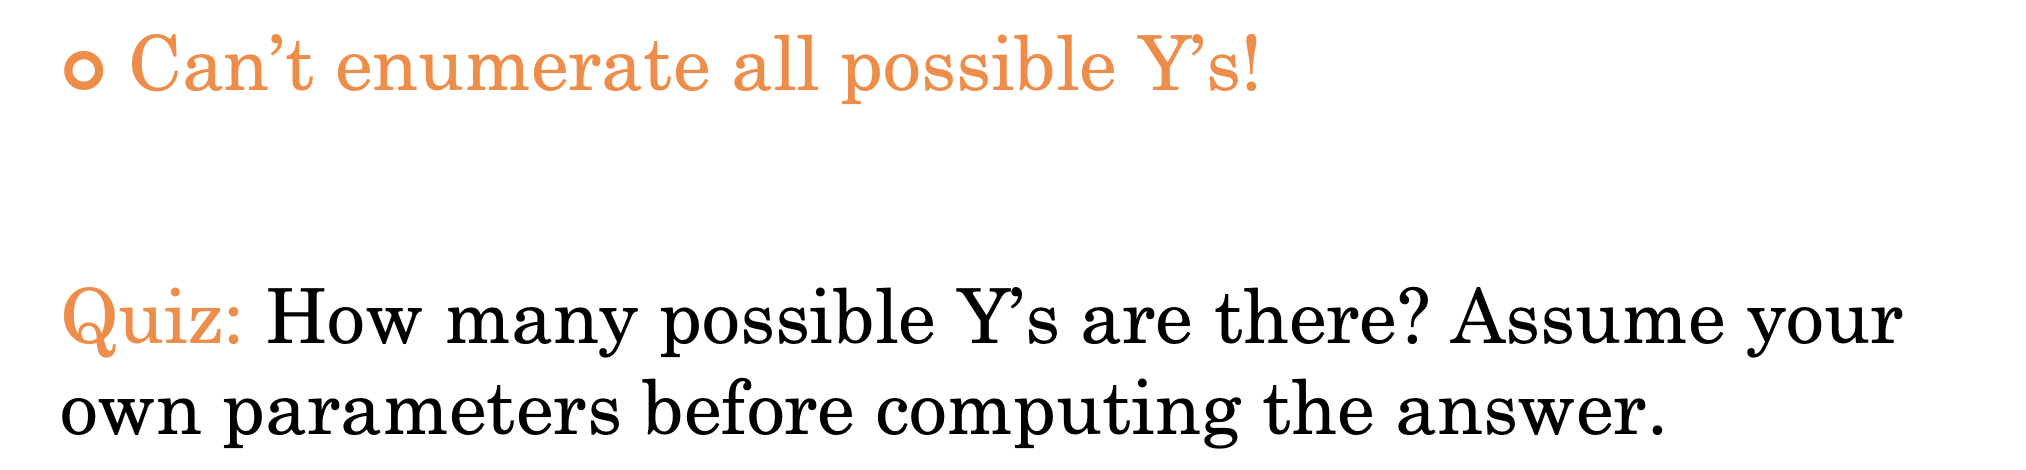 Can’t enumerate all possible Y’s!
Quiz: How many possible Y’s are there? Assume your
own parameters before computing the answer.